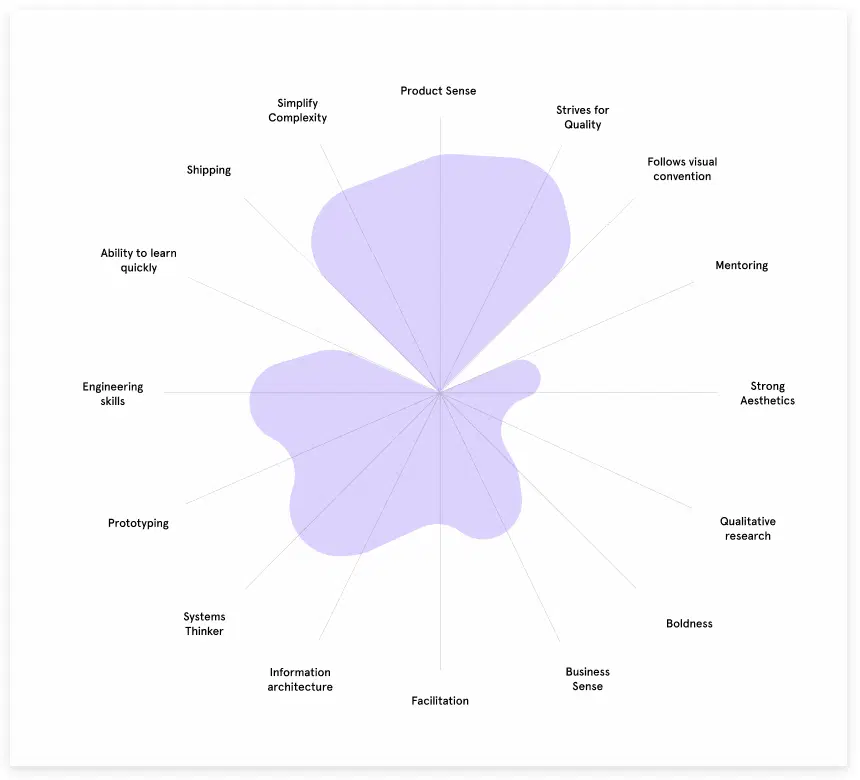 Product Sense
Strives for
Quality
Follows visual
convention
Mentoring
Strong
Aesthetics
Qualitative
research
Boldness
Business
Sense
Facilitation
Information
architecture
Systems
Thinker
Prototyping
Engineering
skills
Ability to learn
quickly
Shipping
Simplify
Complexity